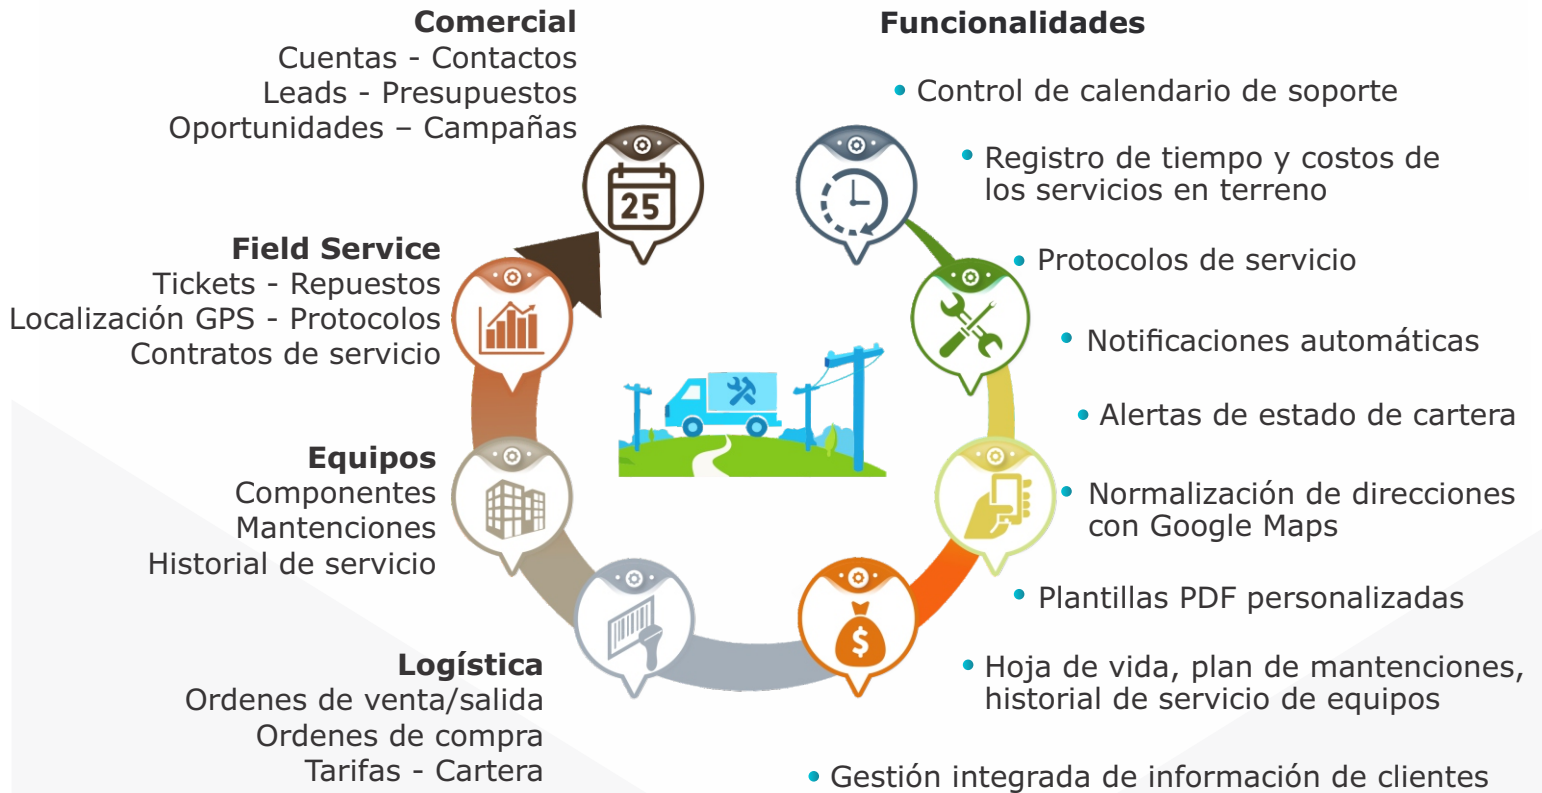 Comercial
Cuentas - Contactos
Leads - Presupuestos
Oportunidades – Campañas
25
Field Service
Tickets - Repuestos
Localización GPS - Protocolos
Contratos de servicio
Equipos
Componentes
Mantenciones
Historial de servicio
Logística
Ordenes de venta/salida
Ordenes de compra
Tarifas - Cartera
$
Funcionalidades
• Control de calendario de soporte
• Registro de tiempo y costos de
los servicios en terreno
• Protocolos de servicio
• Notificaciones automáticas
• Alertas de estado de cartera
• Normalización de direcciones
con Google Maps
• Plantillas PDF personalizadas
• Hoja de vida, plan de mantenciones,
historial de servicio de equipos
• Gestión integrada de información de clientes